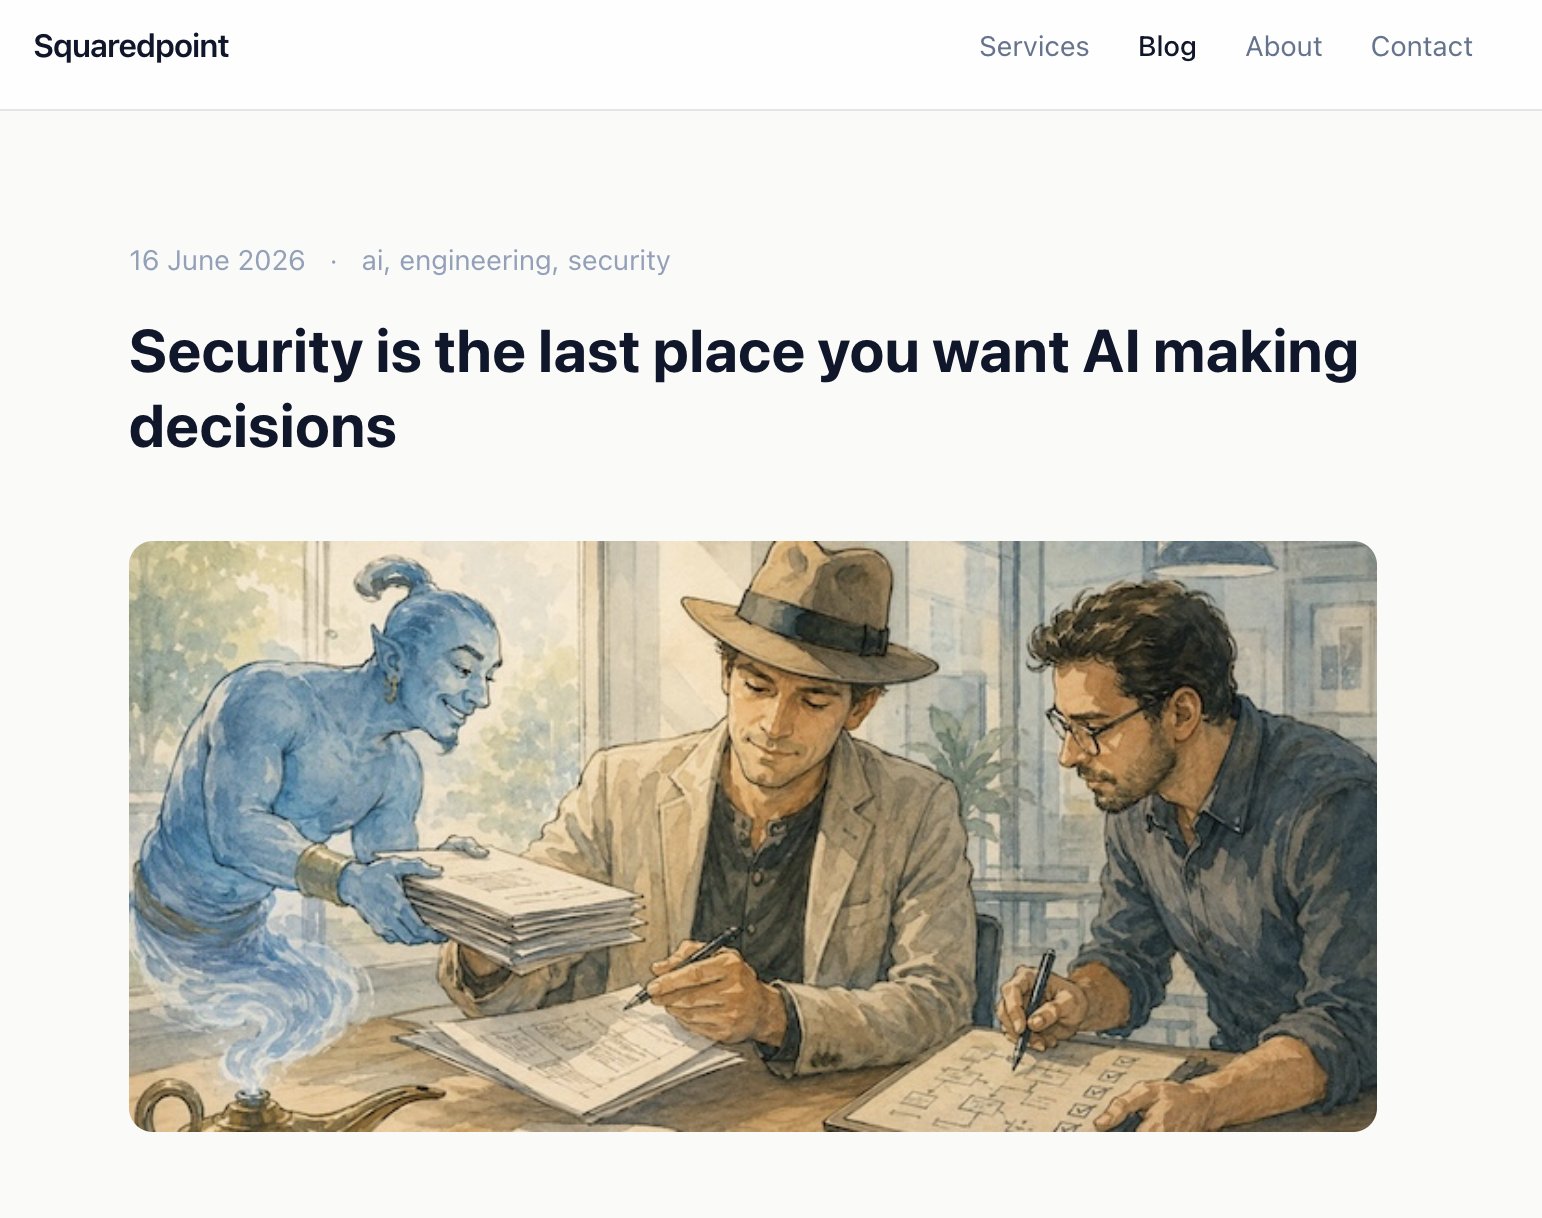 Squaredpoint
Services Blog About Contact
16 June 2026 · ai, engineering, security
Security is the last place you want AI making
decisions